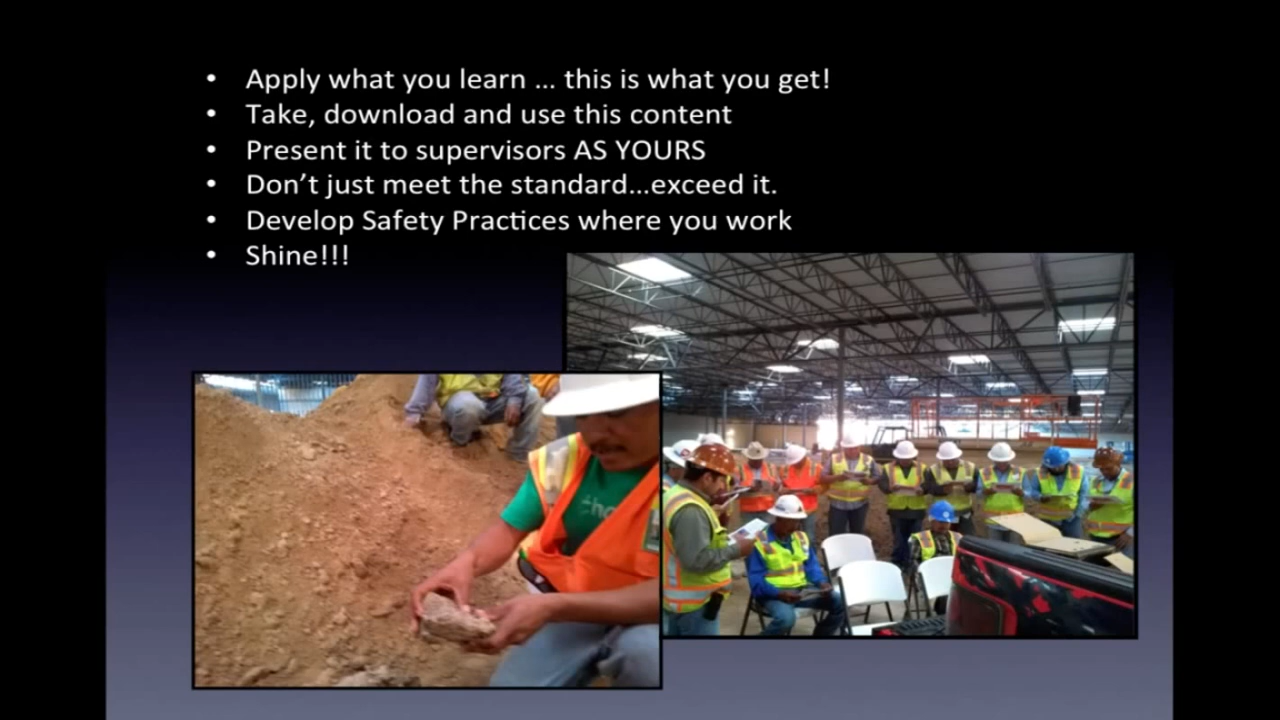 • Apply what you learn … this is what you get!
• Take, download and use this content
• Present it to supervisors AS YOURS
• Don’t just meet the standard…exceed it.
• Develop Safety Practices where you work
• Shine!!!